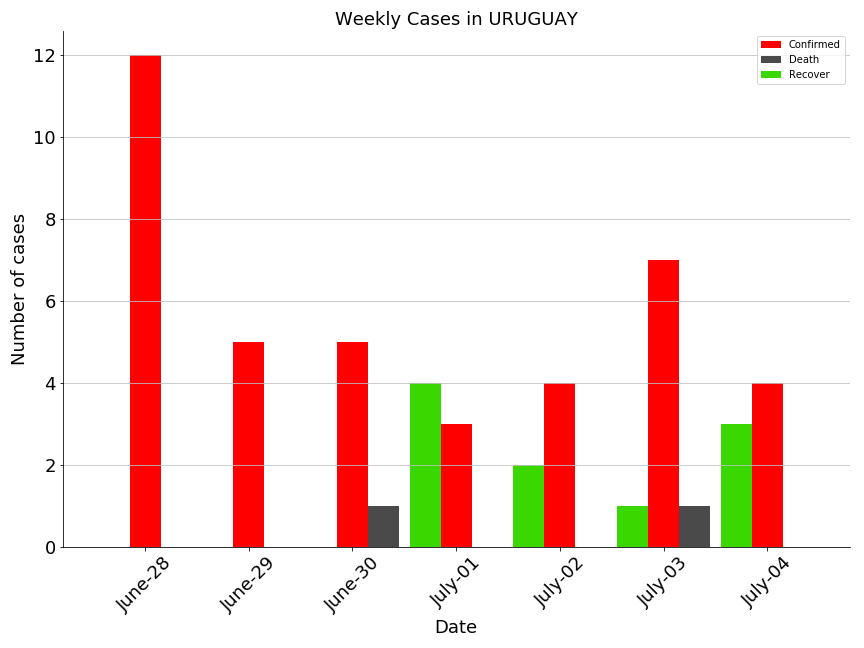 Weekly Cases in URUGUAY
Confirmed
Death
Recover
Number of cases
12
10
8
6
4
2
0
June-28
June-29
June-30
July-01
July-02
July-03
July-04
Date